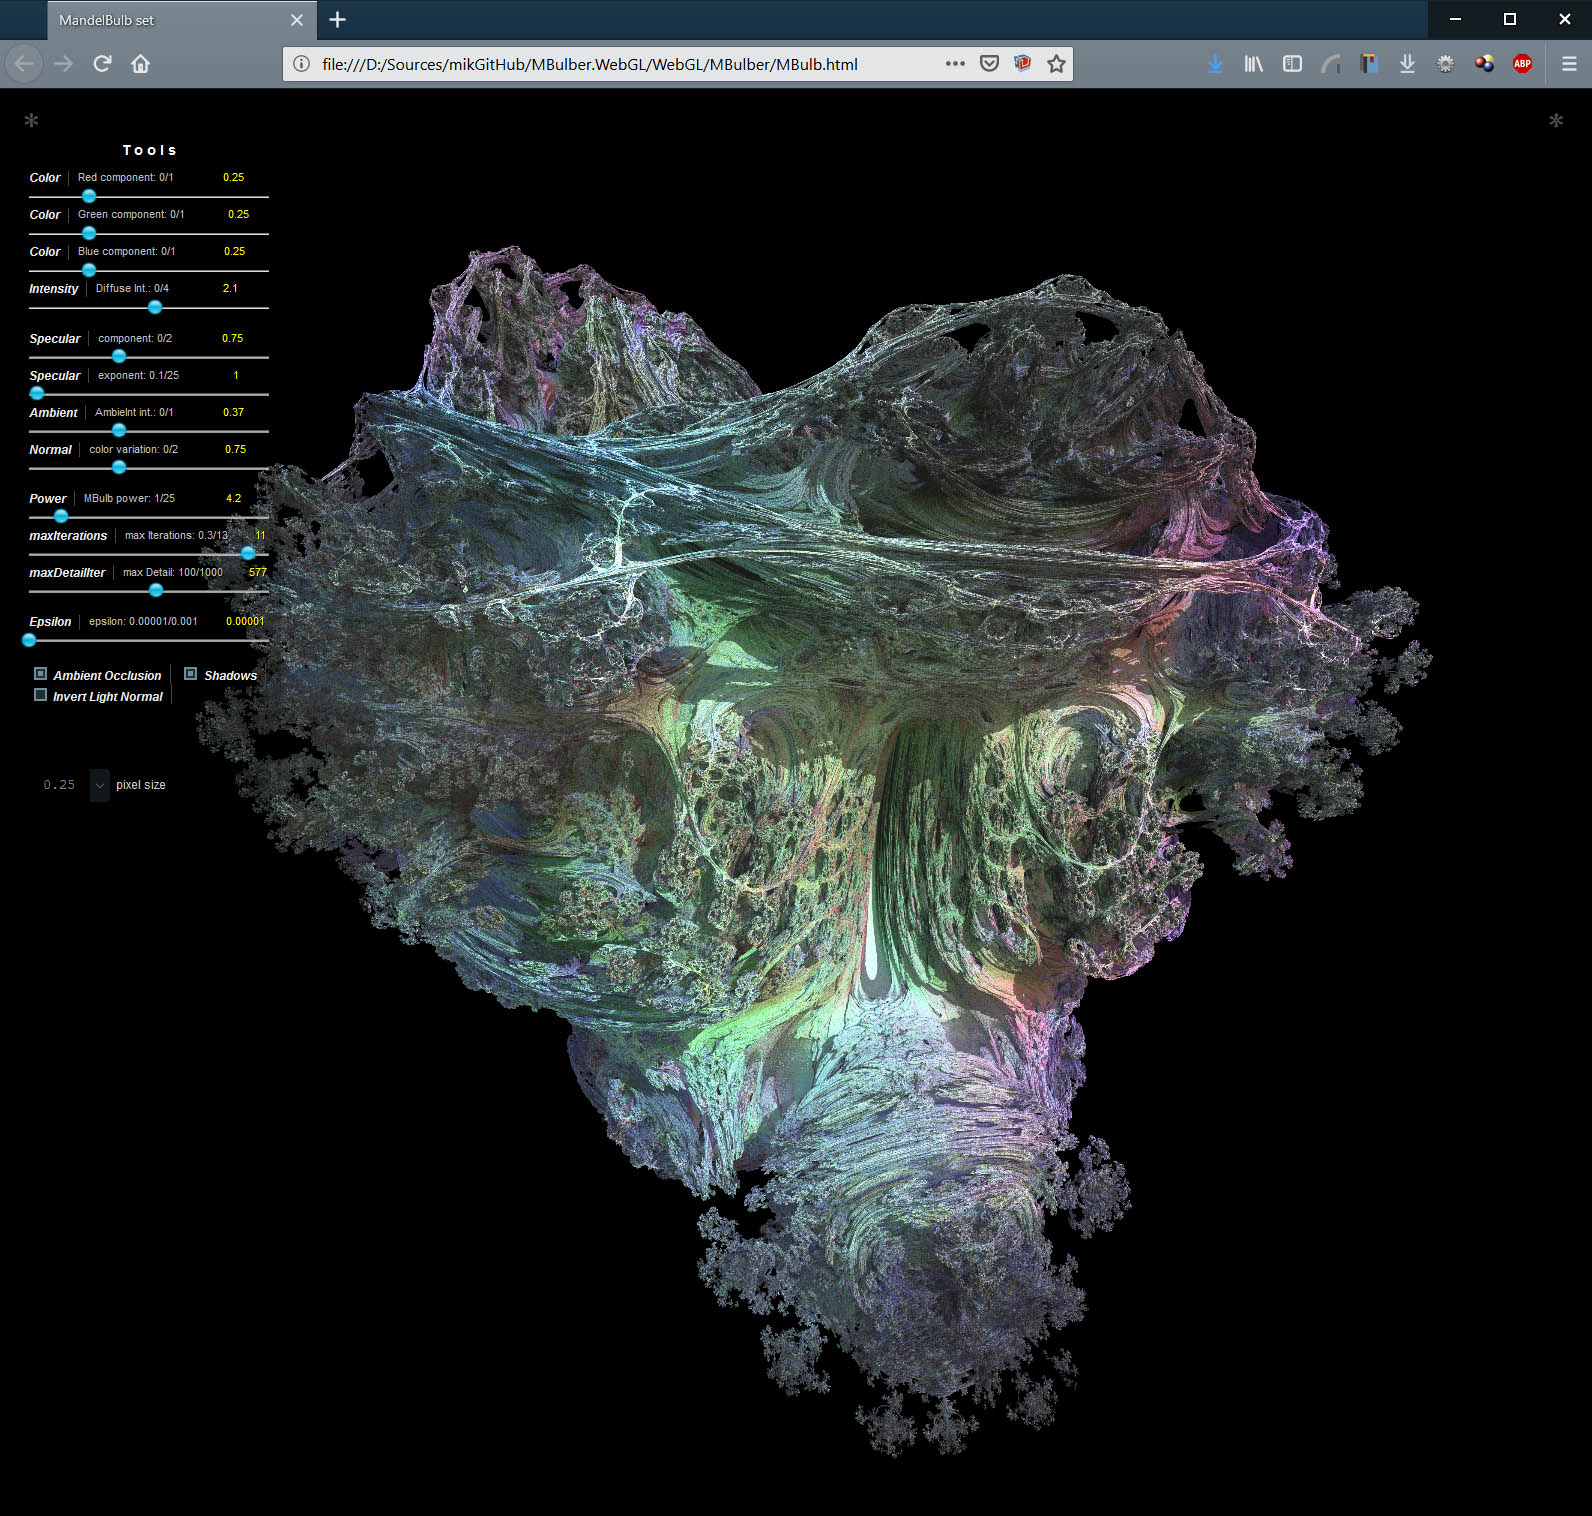 MandelBulb set
file:///D:/Sources/mikGitHub/MBulber.WebGL/WebGL/MBulber/MBulb.html
ABP
* *
Tools
Color Red component: 0/1 0.25
Color Green component: 0/1 0.25
Color Blue component: 0/1 0.25
Intensity Diffuse Int.: 0/4 2.1
Specular component: 0/2 0.75
Specular exponent: 0.1/25 1
Ambient AmbieInt int.: 0/1 0.37
Normal color variation: 0/2 0.75
Power MBulb power: 1/25 4.2
maxIterations max Iterations: 0.3/13 11
maxDetailIter max Detail: 100/1000 577
Epsilon epsilon: 0.00001/0.001 0.00001
Ambient Occlusion Shadows
Invert Light Normal
0.25 pixel size